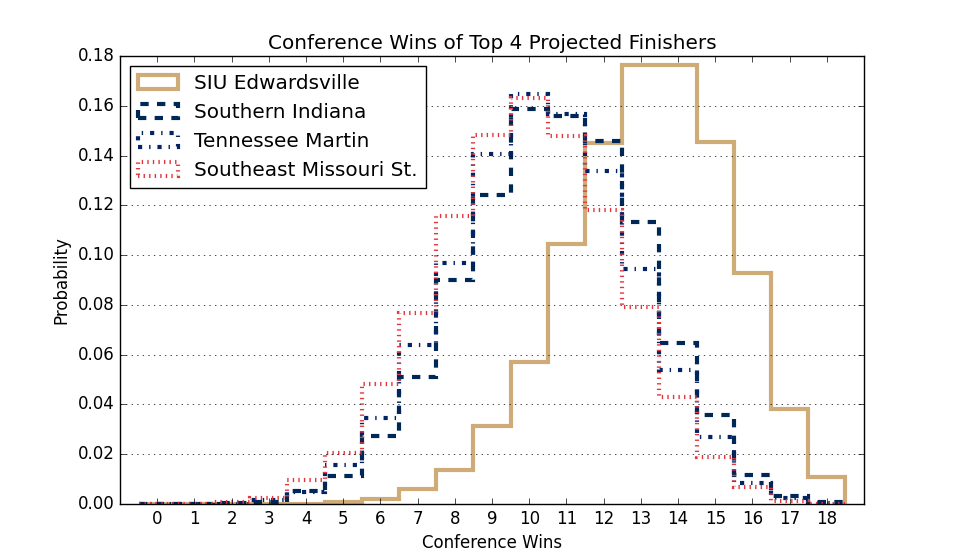 Conference Wins of Top 4 Projected Finishers
SIU Edwardsville
Southern Indiana
Tennessee Martin
Southeast Missouri St.
Probability
0.18
0.16
0.14
0.12
0.10
0.08
0.06
0.04
0.02
0.00
0 1 2 3 4 5 6 7 8 9 10 11 12 13 14 15 16 17 18
Conference Wins